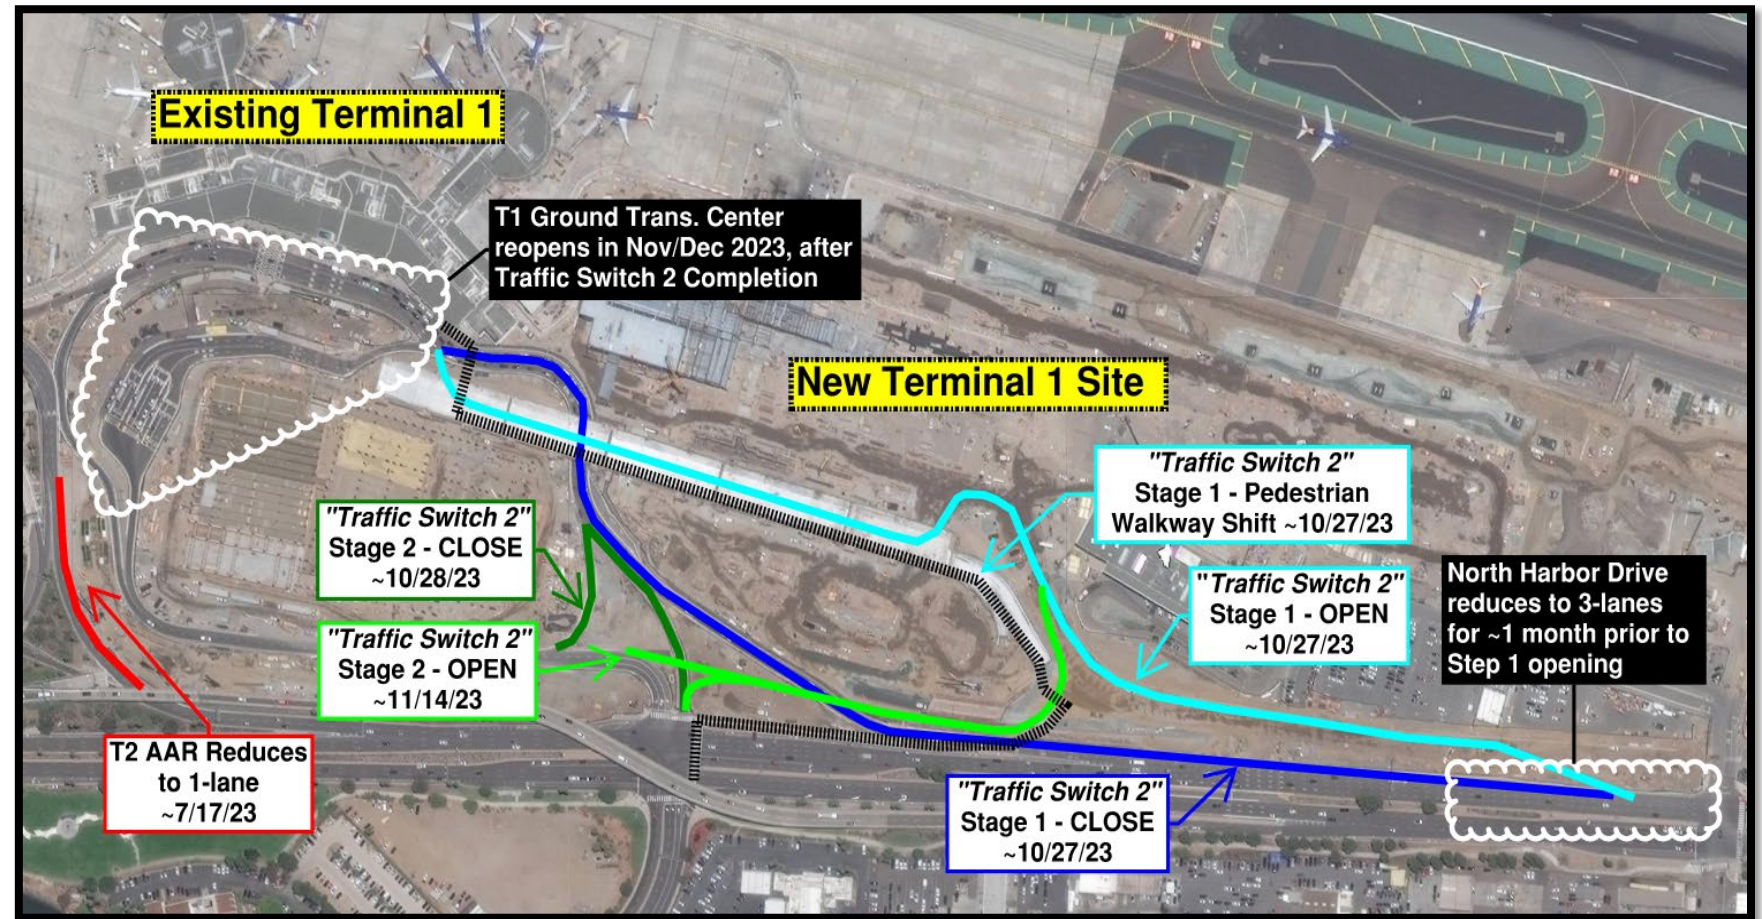 Existing Terminal 1
T1 Ground Trans. Center
reopens in Nov/Dec 2023, after
Traffic Switch 2 Completion
New Terminal 1 Site
"Traffic Switch 2"
Stage 1 - Pedestrian
Walkway Shift ~10/27/23
"Traffic Switch 2"
Stage 2 - CLOSE
~10/28/23
"Traffic Switch 2"
Stage 1 - OPEN
~10/27/23
North Harbor Drive
reduces to 3-lanes
for ~1 month prior to
Step 1 opening
"Traffic Switch 2"
Stage 2 - OPEN
~11/14/23
T2 AAR Reduces
to 1-lane
~7/17/23
"Traffic Switch 2"
Stage 1 - CLOSE
~10/27/23